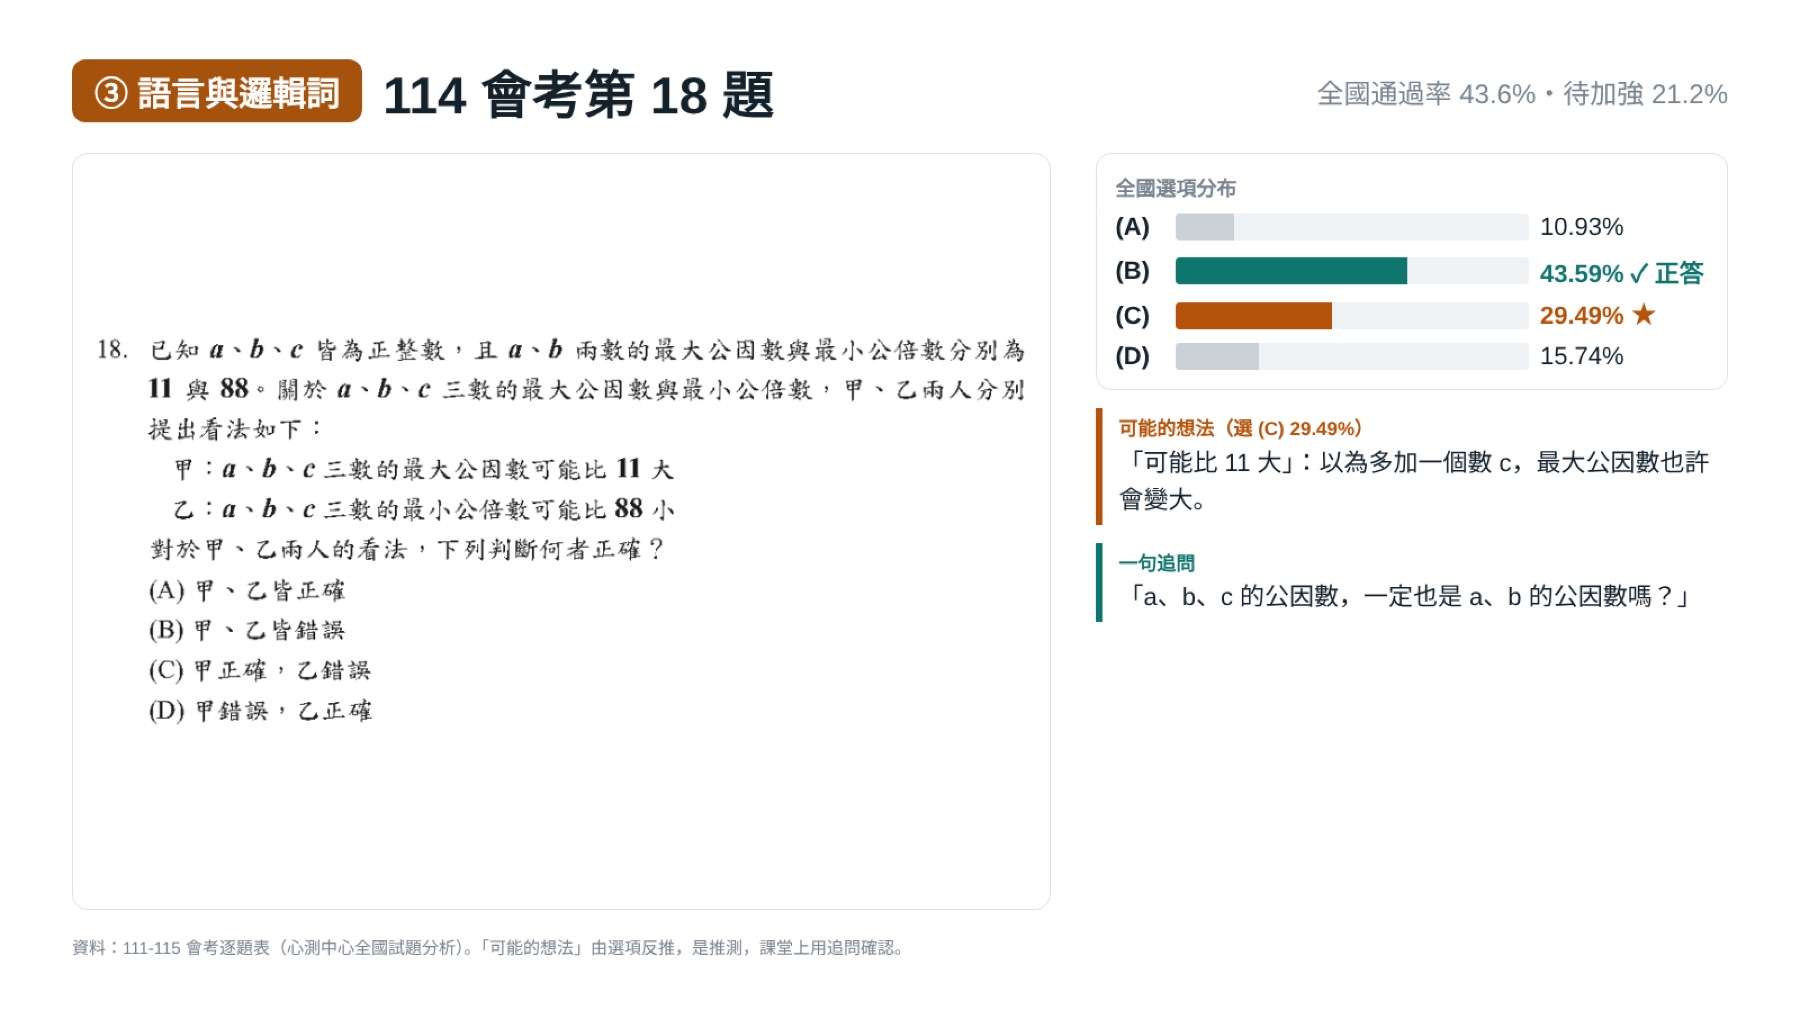 ③ 語言與邏輯詞
114 會考第 18 題
全國通過率 43.6%・待加強 21.2%
18. 已知 a、b、c 皆為正整數，且 a、b 兩數的最大公因數與最小公倍數分別為
11 與 88。關於 a、b、c 三數的最大公因數與最小公倍數，甲、乙兩人分別
提出看法如下：
甲：a、b、c 三數的最大公因數可能比 11 大
乙：a、b、c 三數的最小公倍數可能比 88 小
對於甲、乙兩人的看法，下列判斷何者正確？
(A) 甲、乙皆正確
(B) 甲、乙皆錯誤
(C) 甲正確，乙錯誤
(D) 甲錯誤，乙正確
全國選項分布
(A) 10.93%
(B) 43.59% ✓ 正答
(C) 29.49% ★
(D) 15.74%
可能的想法（選 (C) 29.49%）
「可能比 11 大」：以為多加一個數 c，最大公因數也許
會變大。
一句追問
「a、b、c 的公因數，一定也是 a、b 的公因數嗎？」
資料：111-115 會考逐題表（心測中心全國試題分析）。「可能的想法」由選項反推，是推測，課堂上用追問確認。